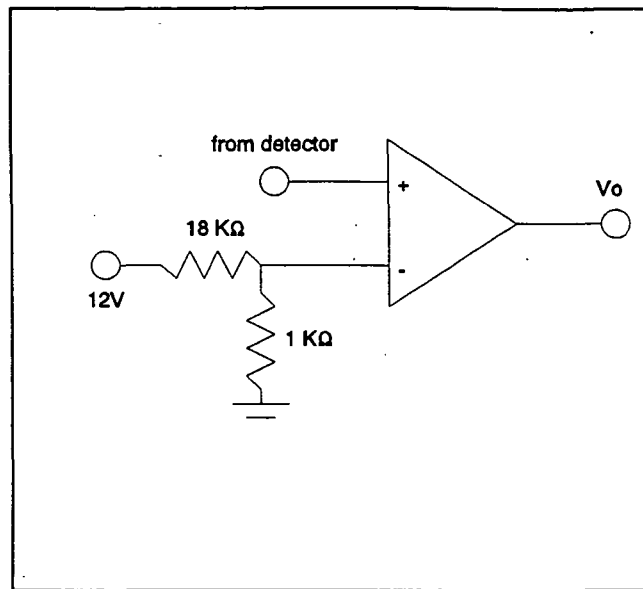 from detector
+
Vo
18 KΩ
-
12V
1 KΩ